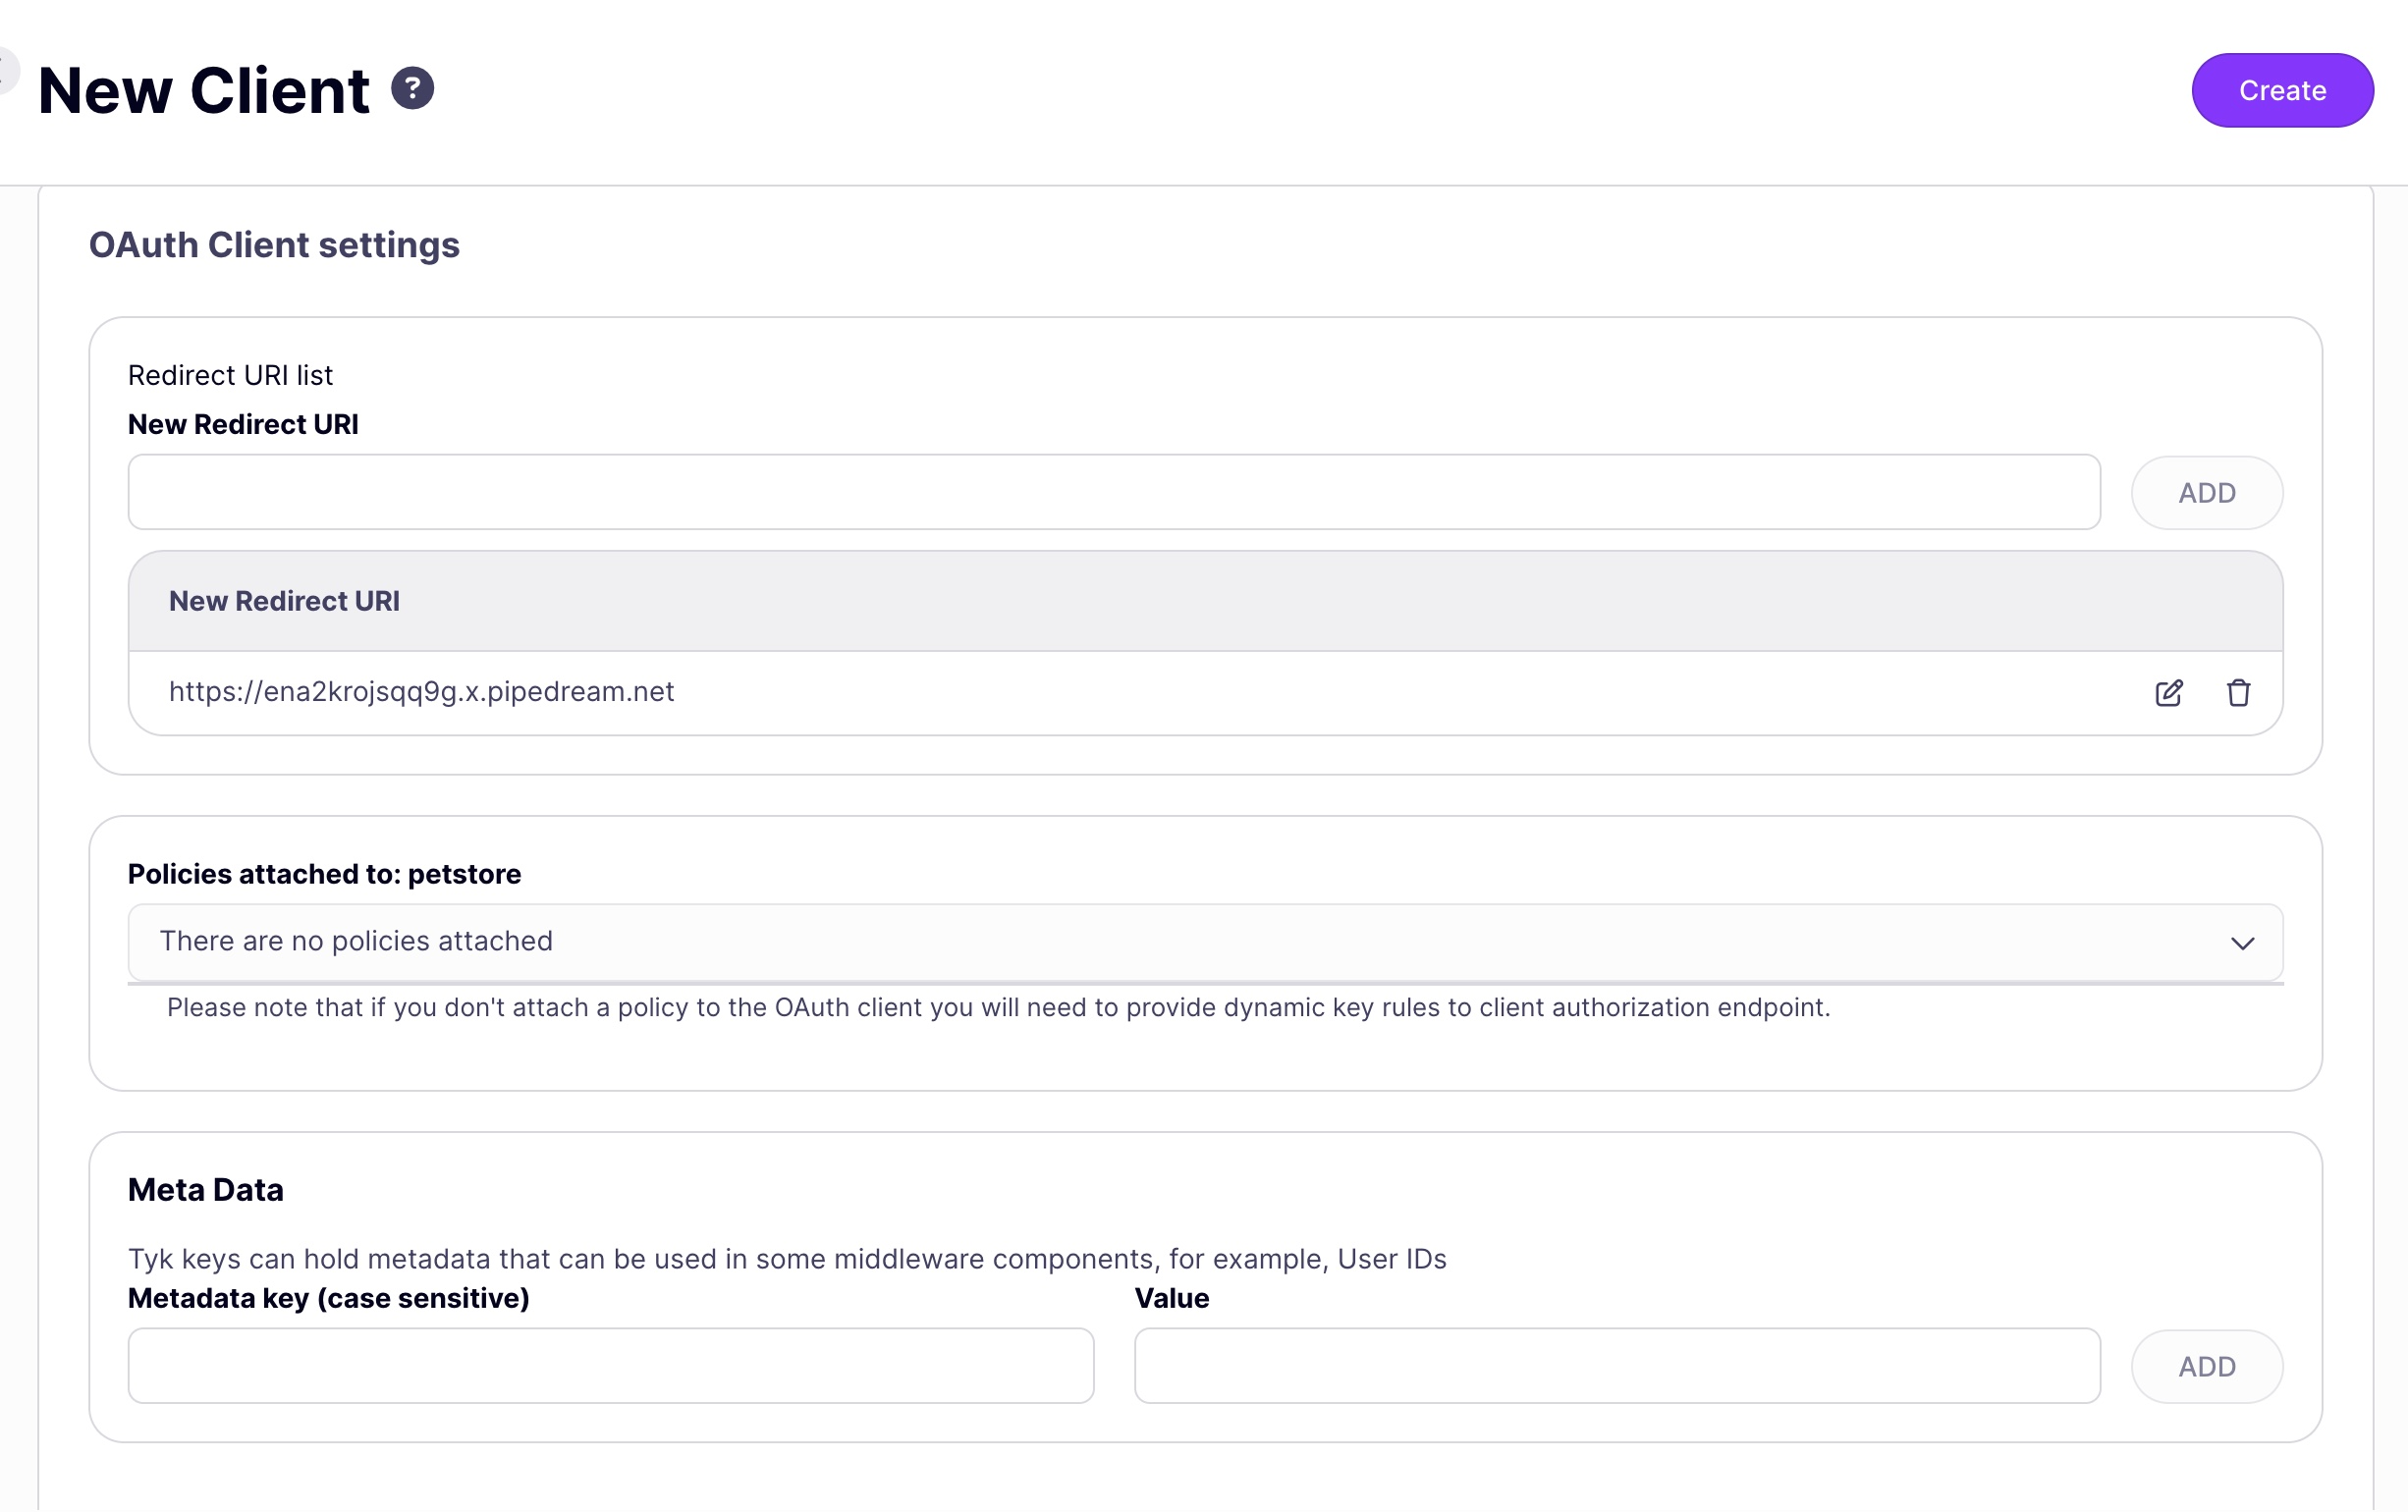 New Client ?
Create
OAuth Client settings
Redirect URI list
New Redirect URI
ADD
New Redirect URI
https://ena2krojsqq9g.x.pipedream.net
Policies attached to: petstore
There are no policies attached
Please note that if you don't attach a policy to the OAuth client you will need to provide dynamic key rules to client authorization endpoint.
Meta Data
Tyk keys can hold metadata that can be used in some middleware components, for example, User IDs
Metadata key (case sensitive)
Value
ADD